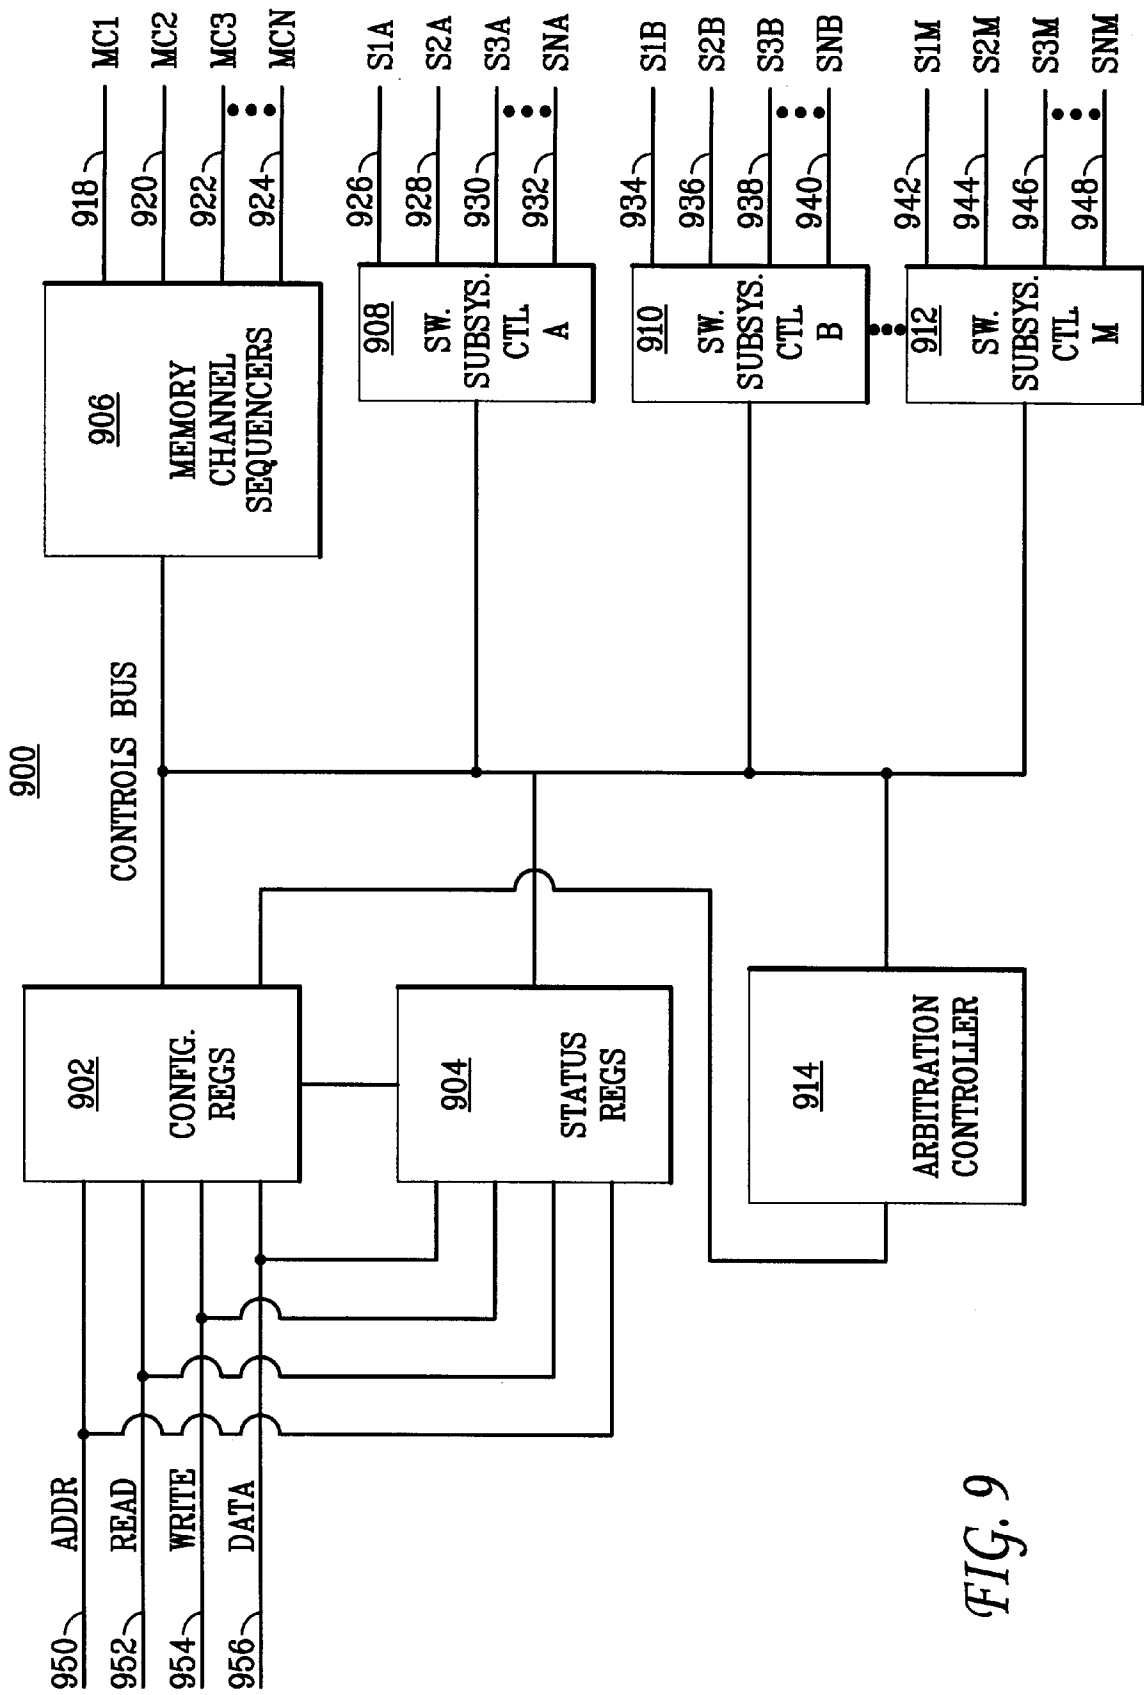 900
950
ADDR
952
READ
954
WRITE
956
DATA
902
CONFIG.
REGS
904
STATUS
REGS
914
ARBITRATION
CONTROLLER
CONTROLS BUS
906
MEMORY
CHANNEL
SEQUENCERS
918
MC1
920
MC2
922
MC3
924
MCN
908
SW.
SUBSYS.
CTL
A
926
S1A
928
S2A
930
S3A
932
SNA
910
SW.
SUBSYS.
CTL
B
934
S1B
936
S2B
938
S3B
940
SNB
912
SW.
SUBSYS.
CTL
M
942
S1M
944
S2M
946
S3M
948
SNM
FIG. 9